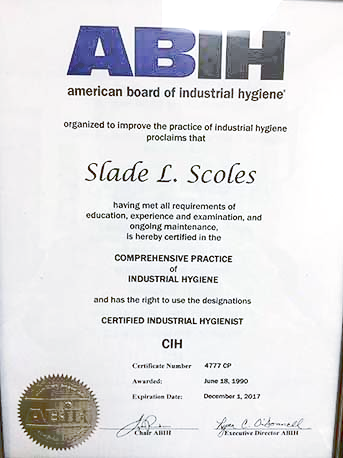 ABIH
american board of industrial hygiene®
organized to improve the practice of industrial hygiene
proclaims that
Slade L. Scoles
having met all requirements of
education, experience and examination, and
ongoing maintenance,
is hereby certified in the
COMPREHENSIVE PRACTICE
of
INDUSTRIAL HYGIENE
and has the right to use the designations
CERTIFIED INDUSTRIAL HYGIENIST
CIH
Certificate Number 4777 CP
Awarded: June 18, 1990
Expiration Date: December 1, 2017
Chair ABIH
Executive Director ABIH